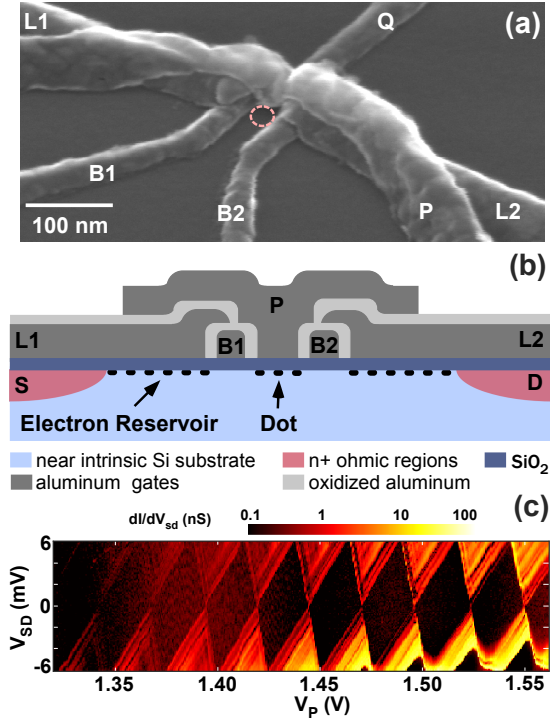 L1
Q
(a)
B1
100 nm
B2
P
L2
(b)
P
L1
B1
B2
L2
S
D
Electron Reservoir
Dot
near intrinsic Si substrate
n+ ohmic regions
SiO₂
aluminum gates
oxidized aluminum
(c)
dI/dVsd (nS)
0.1
1
10
100
6
0
-6
VSD (mV)
1.35
1.40
1.45
1.50
1.55
VP (V)